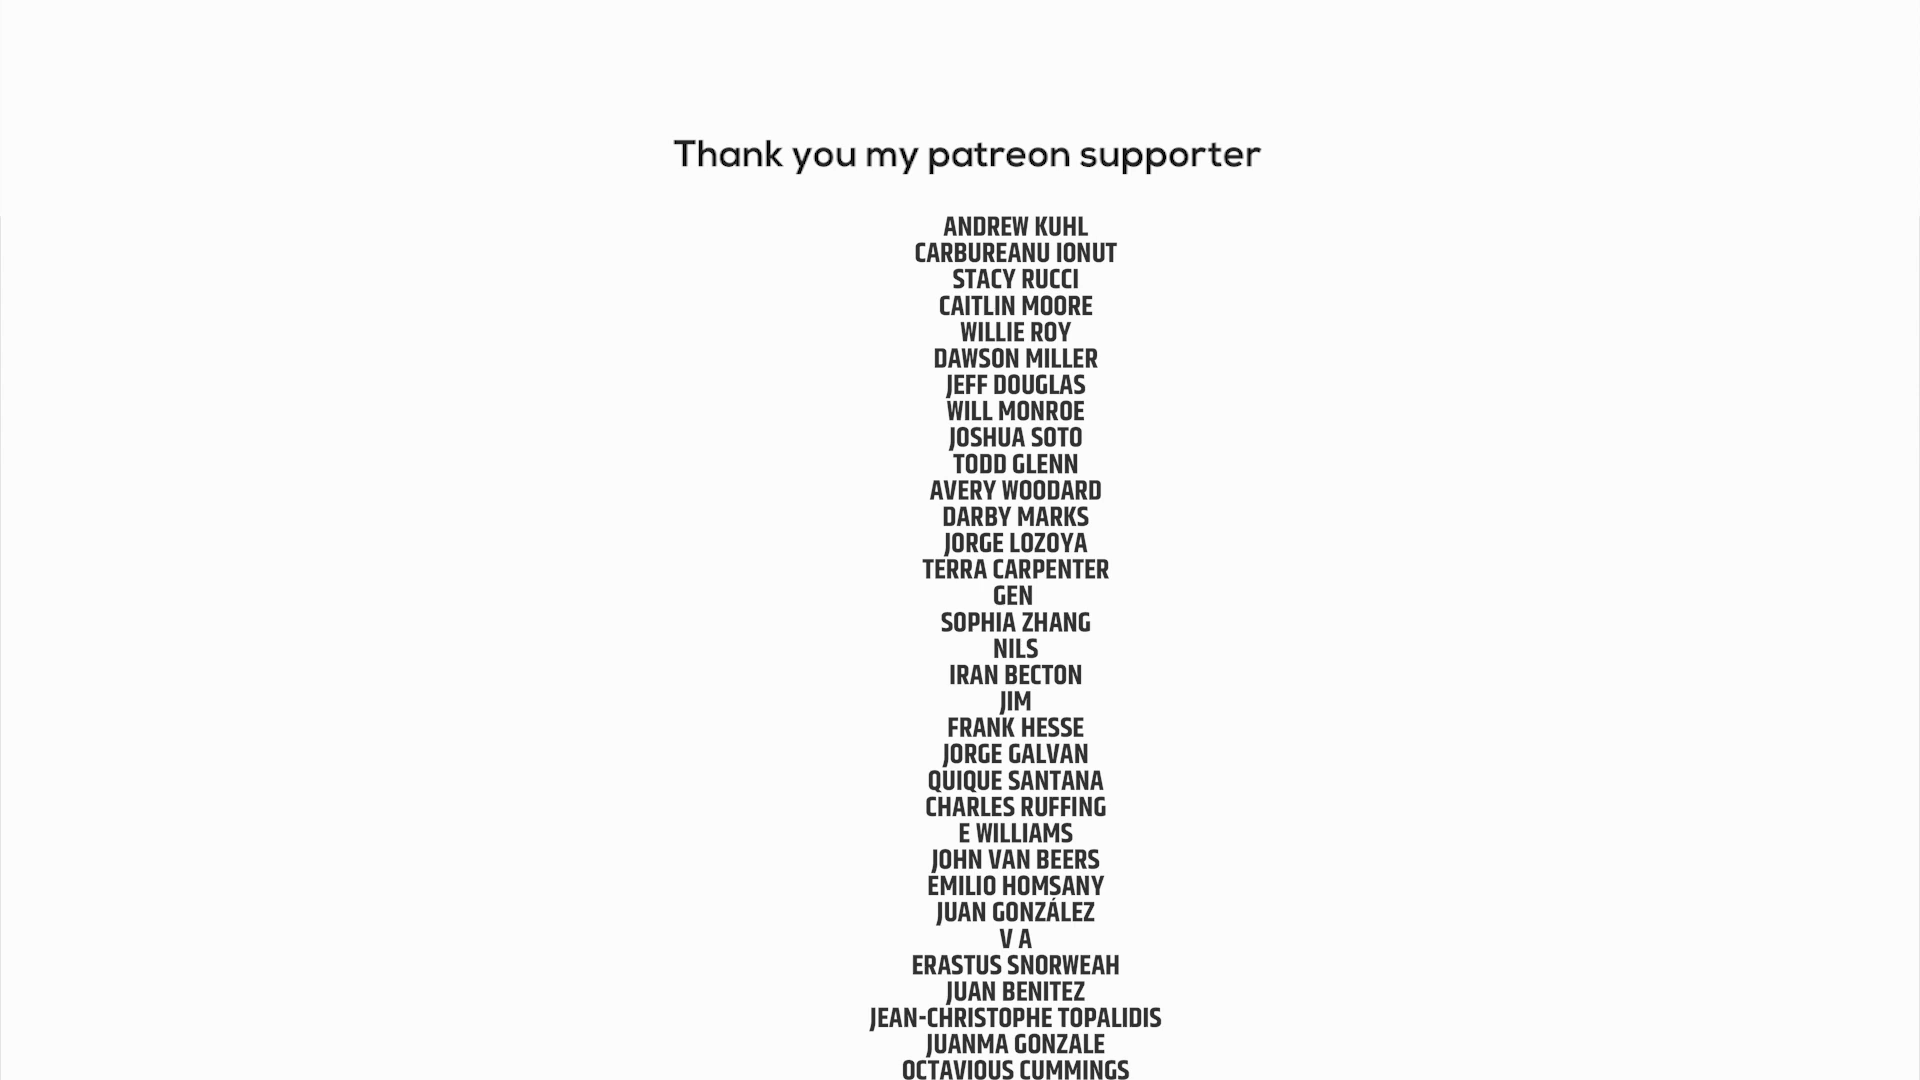 Thank you my patreon supporter
ANDREW KUHL
CARBUREANU IONUT
STACY RUCCI
CAITLIN MOORE
WILLIE ROY
DAWSON MILLER
JEFF DOUGLAS
WILL MONROE
JOSHUA SOTO
TODD GLENN
AVERY WOODARD
DARBY MARKS
JORGE LOZOYA
TERRA CARPENTER
GEN
SOPHIA ZHANG
NILS
IRAN BECTON
JIM
FRANK HESSE
JORGE GALVAN
QUIQUE SANTANA
CHARLES RUFFING
E WILLIAMS
JOHN VAN BEERS
EMILIO HOMSANY
JUAN GONZÁLEZ
V A
ERASTUS SNORWEAH
JUAN BENITEZ
JEAN-CHRISTOPHE TOPALIDIS
JUANMA GONZALE
OCTAVIOUS CUMMINGS